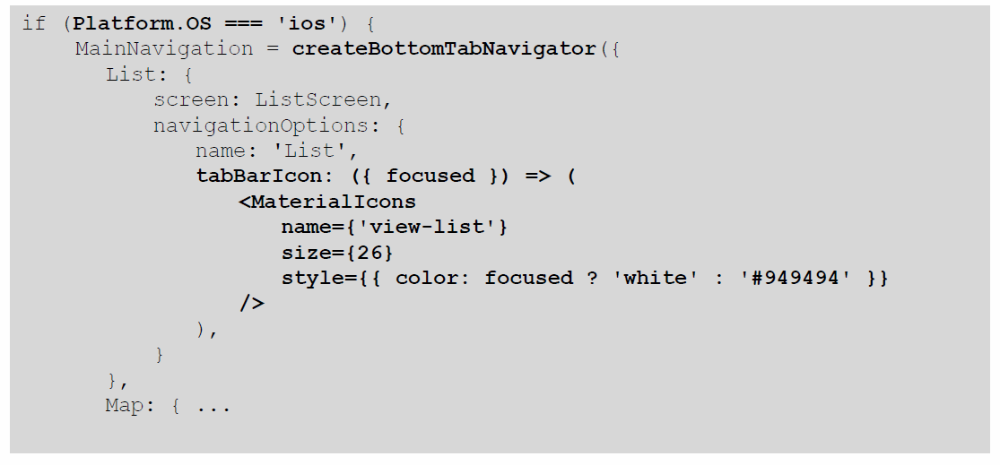 if (Platform.OS === 'ios') {
MainNavigation = createBottomTabNavigator({
List: {
screen: ListScreen,
navigationOptions: {
name: 'List',
tabBarIcon: ({ focused }) => (
<MaterialIcons
name={'view-list'}
size={26}
style={{ color: focused ? 'white' : '#949494' }}
/>
),
}
},
Map: { ...